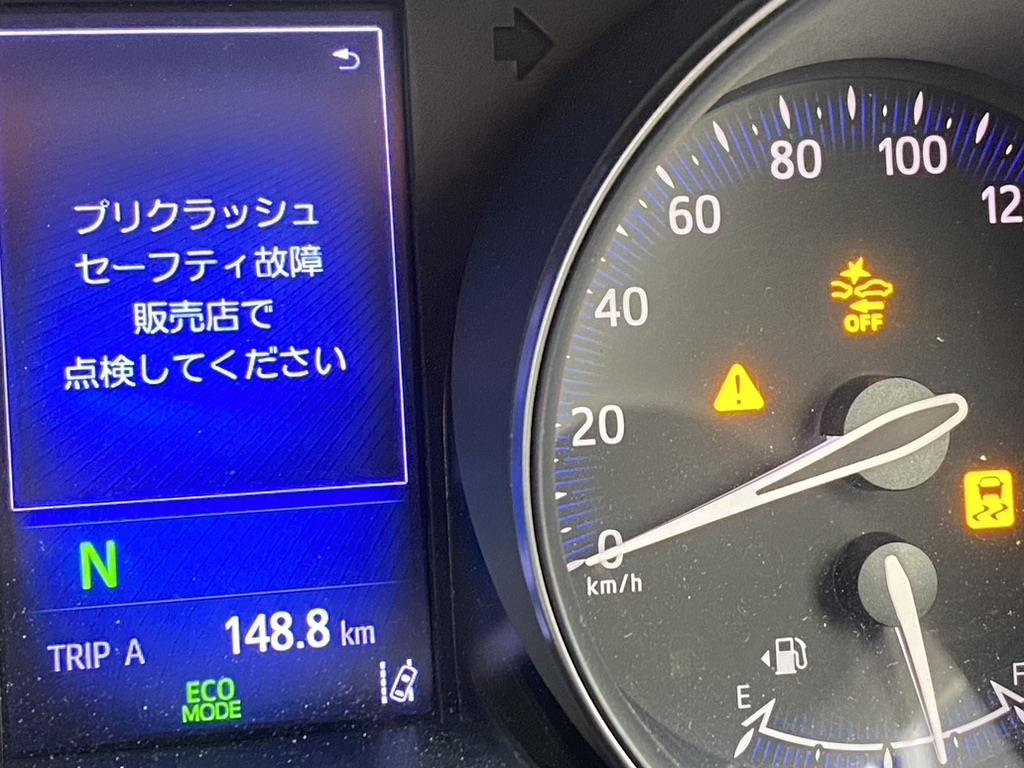 プリクラッシュ
セーフティ故障
販売店で
点検してください
N
TRIP A 148.8 km
ECO
MODE
0
20
40
60
80
100
km/h
OFF
E
F